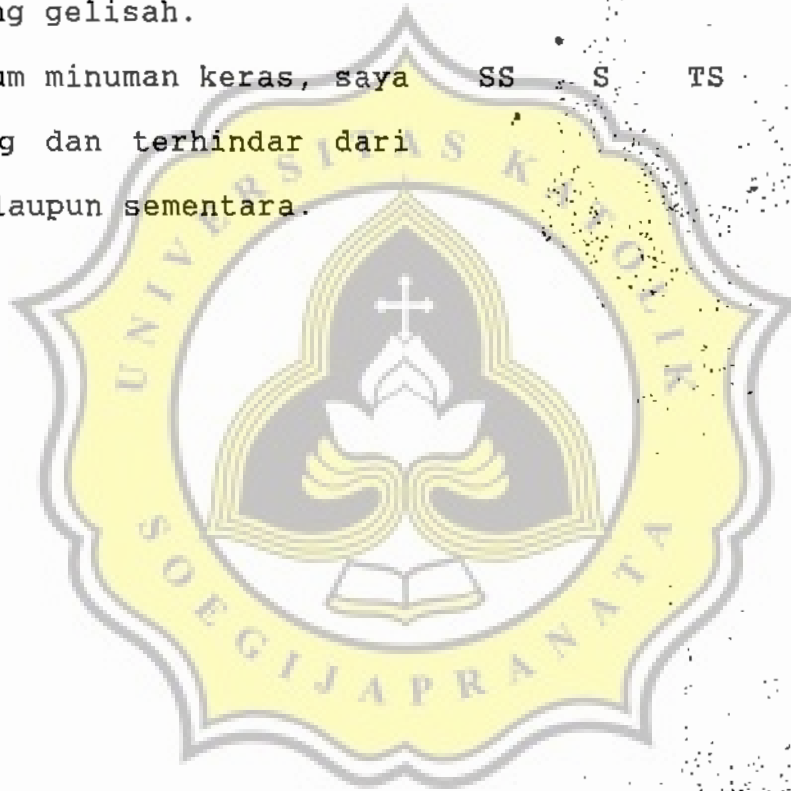 ng gelisah.
um minuman keras, saya SS S TS
g dan terhindar dari
laupun sementara.
UNIVERSITAS KATOLIK
SOEGIJAPRANATA